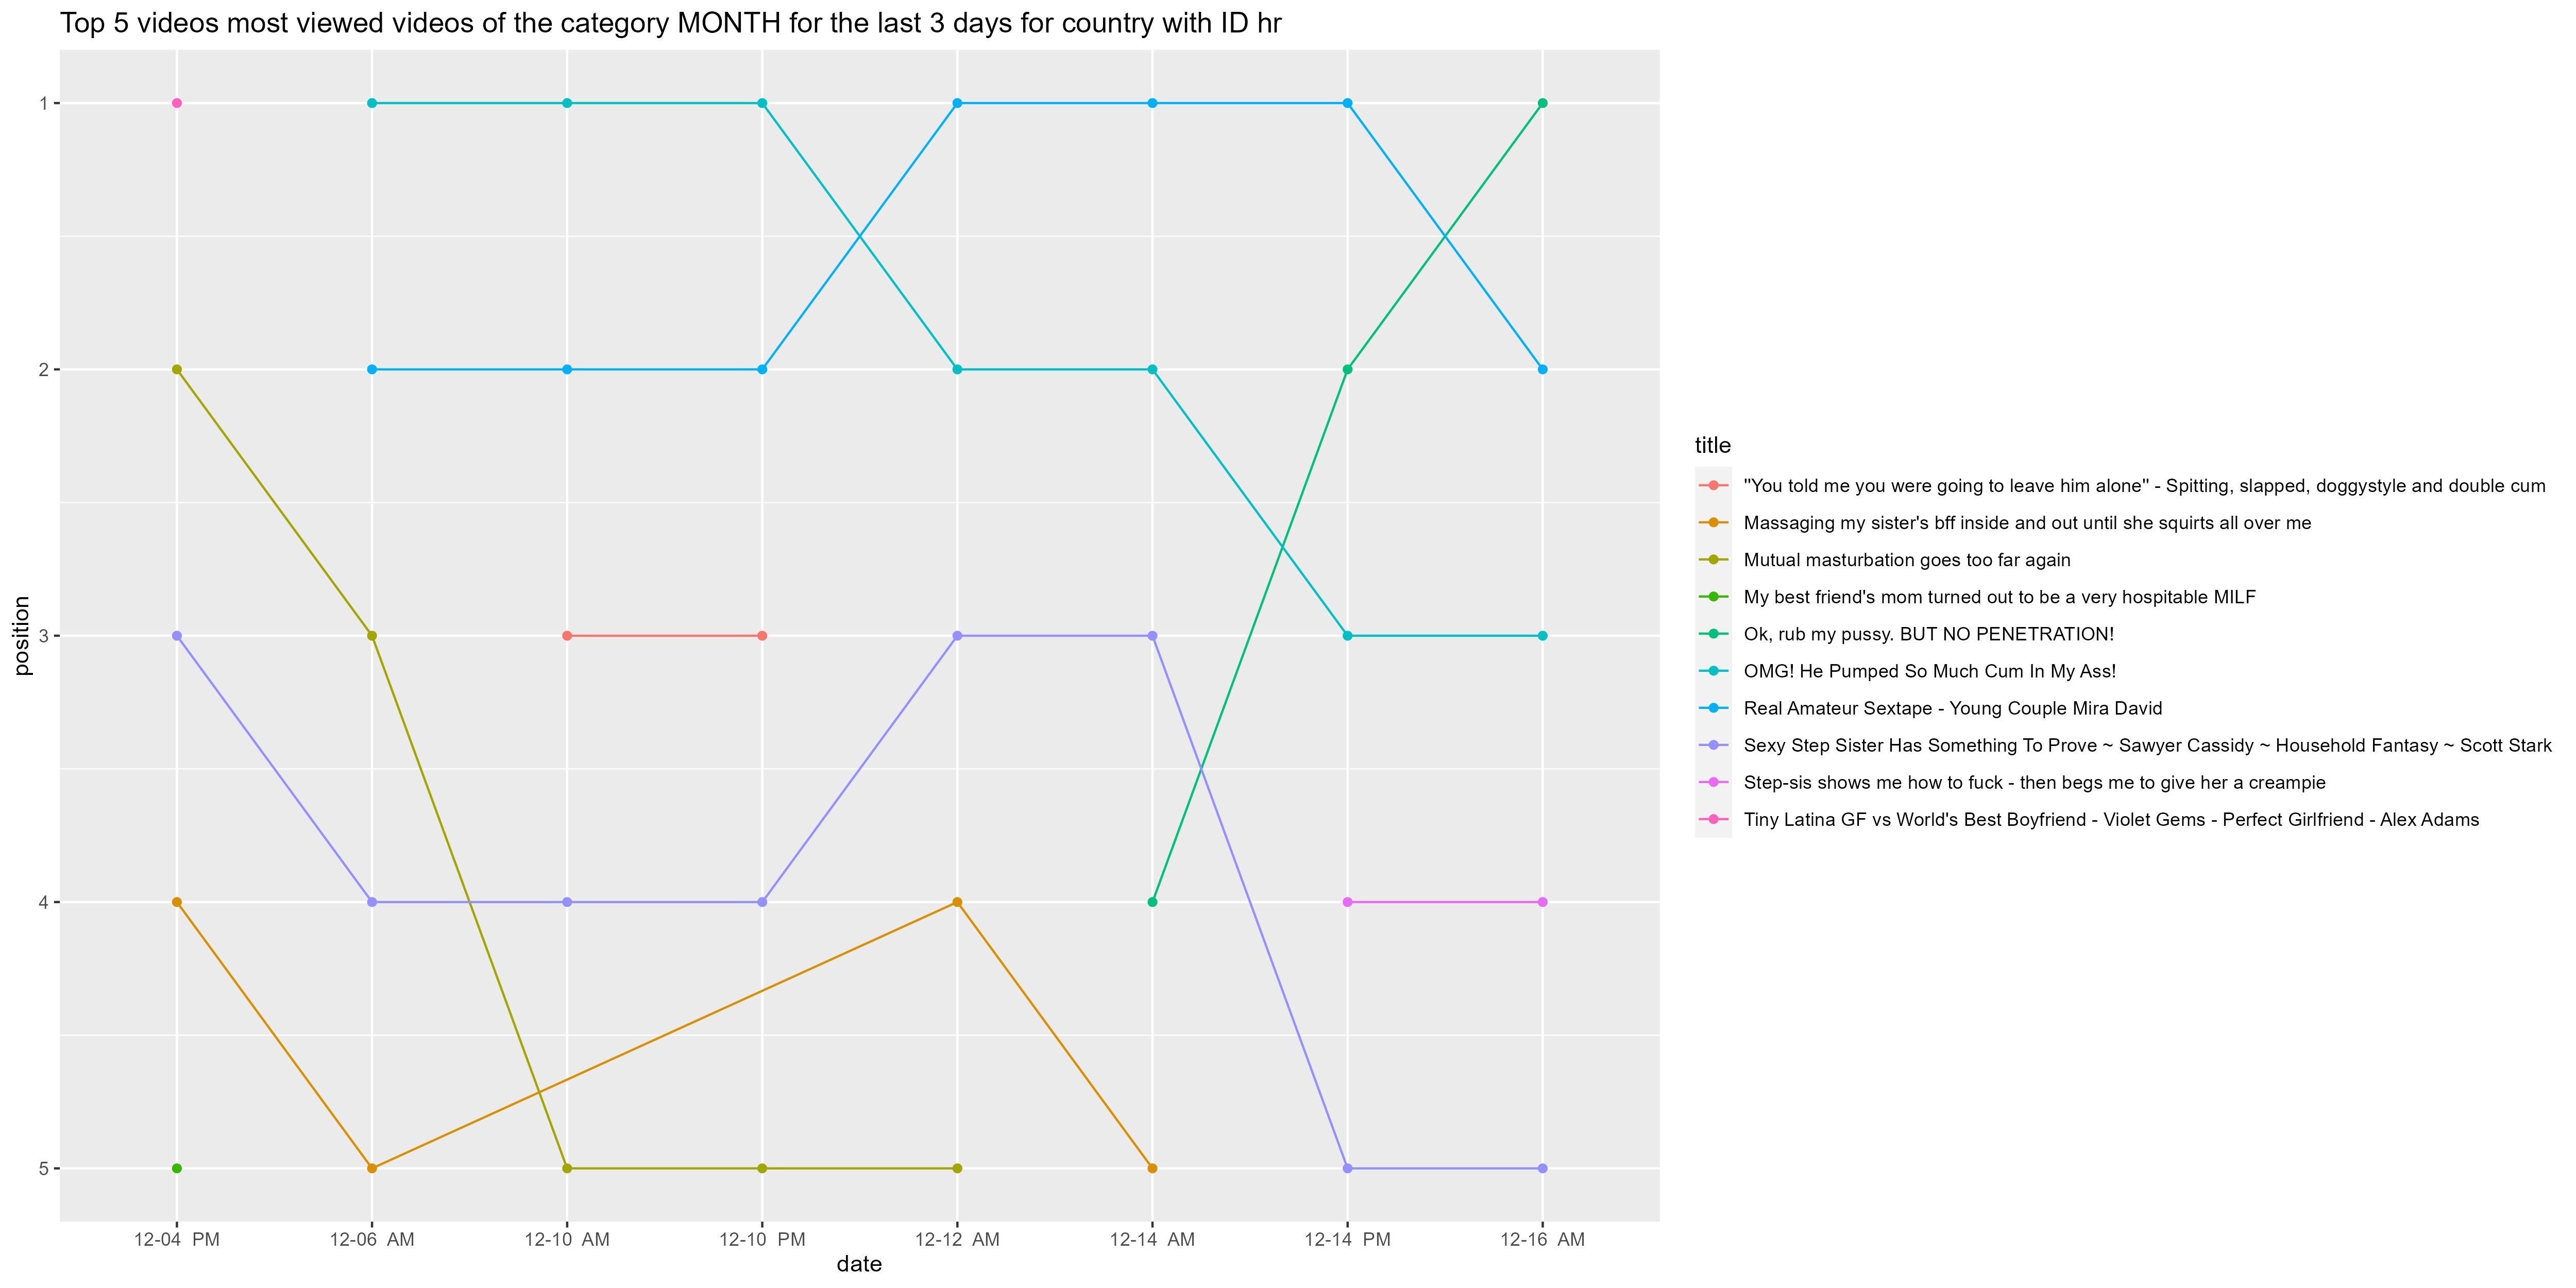 Top 5 videos most viewed videos of the category MONTH for the last 3 days for country with ID hr
position
1
2
3
4
5
12-04 PM
12-06 AM
12-10 AM
12-10 PM
12-12 AM
12-14 AM
12-14 PM
12-16 AM
date
title
"You told me you were going to leave him alone" - Spitting, slapped, doggystyle and double cum
Massaging my sister's bff inside and out until she squirts all over me
Mutual masturbation goes too far again
My best friend's mom turned out to be a very hospitable MILF
Ok, rub my pussy. BUT NO PENETRATION!
OMG! He Pumped So Much Cum In My Ass!
Real Amateur Sextape - Young Couple Mira David
Sexy Step Sister Has Something To Prove ~ Sawyer Cassidy ~ Household Fantasy ~ Scott Stark
Step-sis shows me how to fuck - then begs me to give her a creampie
Tiny Latina GF vs World's Best Boyfriend - Violet Gems - Perfect Girlfriend - Alex Adams